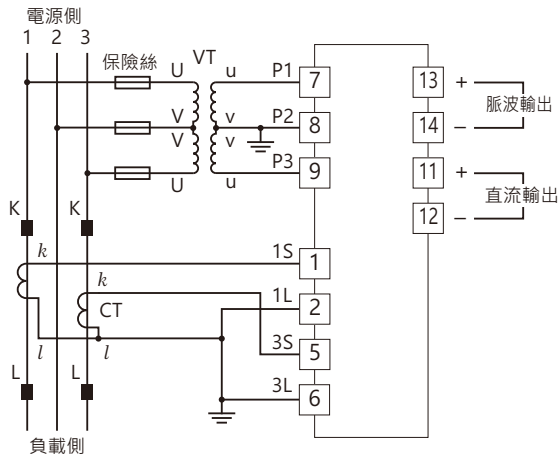 電源側
1 2 3
保險絲
U VT u P1 7 13 +
脈波輸出
V v P2 8 14 −
V v
U u P3 9 11 +
直流輸出
12 −
K K
k 1S 1
k
CT 1L 2
l l 3S 5
L L 3L 6
負載側